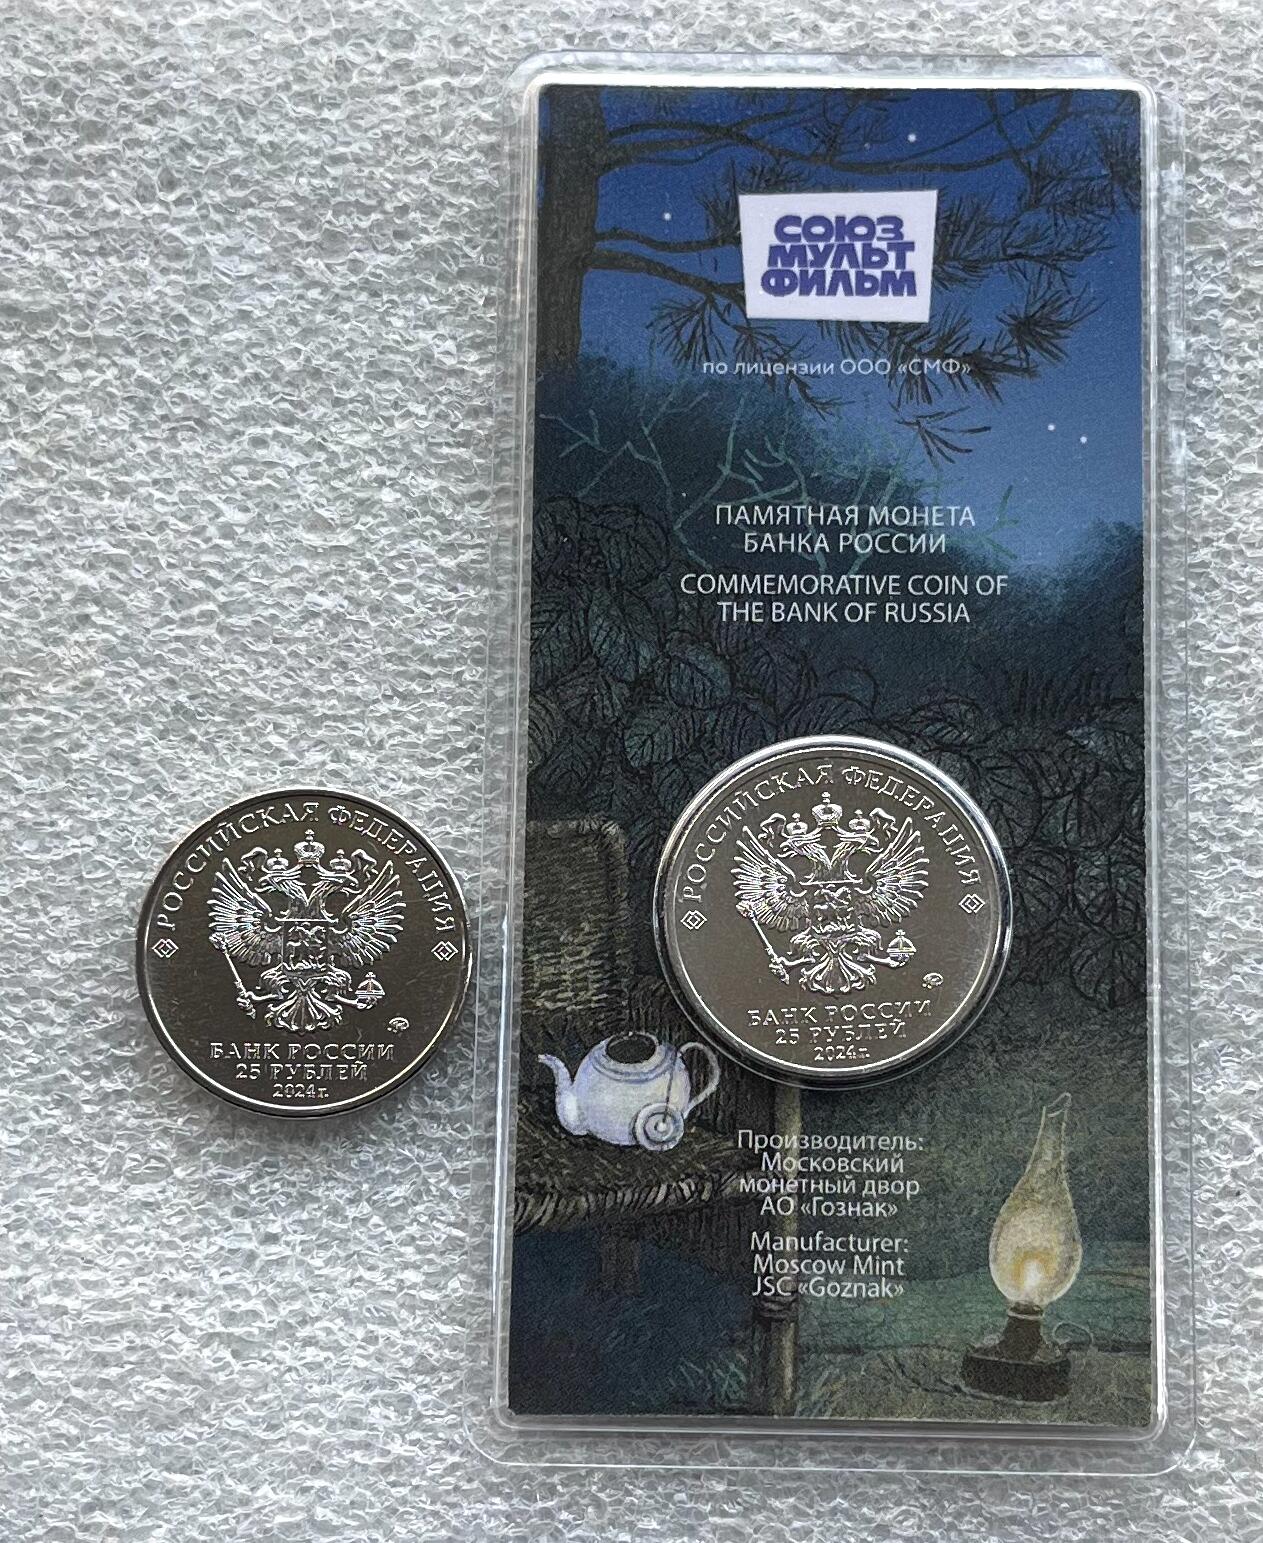 СОЮЗ
МУЛЬТ
ФИЛЬМ
по лицензии ООО «СМФ»
ПАМЯТНАЯ МОНЕТА
БАНКА РОССИИ
COMMEMORATIVE COIN OF
THE BANK OF RUSSIA
РОССИЙСКАЯ ФЕДЕРАЦИЯ
БАНК РОССИИ
25 РУБЛЕЙ
2024 г.
РОССИЙСКАЯ ФЕДЕРАЦИЯ
БАНК РОССИИ
25 РУБЛЕЙ
2024 г.
Производитель:
Московский
монетный двор
АО «Гознак»
Manufacturer:
Moscow Mint
JSC «Goznak»